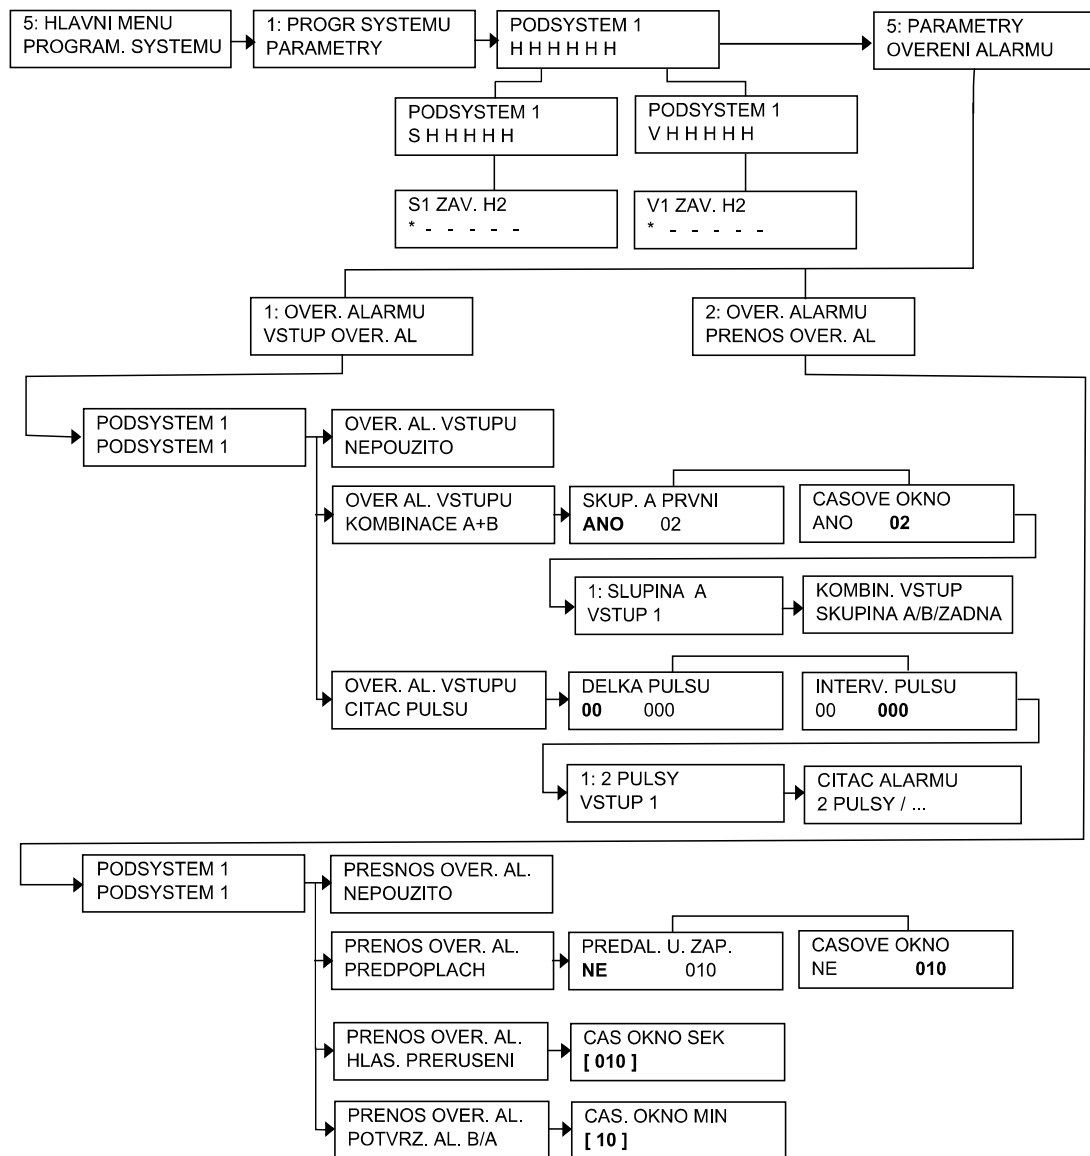 5: HLAVNI MENU
PROGRAM. SYSTEMU
1: PROGR SYSTEMU
PARAMETRY
PODSYSTEM 1
H H H H H H
5: PARAMETRY
OVERENI ALARMU
PODSYSTEM 1
S H H H H H
PODSYSTEM 1
V H H H H H
S1 ZAV. H2
* - - - - -
V1 ZAV. H2
* - - - - -
1: OVER. ALARMU
VSTUP OVER. AL
2: OVER. ALARMU
PRENOS OVER. AL
PODSYSTEM 1
PODSYSTEM 1
OVER. AL. VSTUPU
NEPOUZITO
OVER AL. VSTUPU
KOMBINACE A+B
SKUP. A PRVNI
ANO 02
CASOVE OKNO
ANO 02
1: SLUPINA A
VSTUP 1
KOMBIN. VSTUP
SKUPINA A/B/ZADNA
OVER. AL. VSTUPU
CITAC PULSU
DELKA PULSU
00 000
INTERV. PULSU
00 000
1: 2 PULSY
VSTUP 1
CITAC ALARMU
2 PULSY / ...
PODSYSTEM 1
PODSYSTEM 1
PRESNOS OVER. AL.
NEPOUZITO
PRENOS OVER. AL.
PREDPOPLACH
PREDAL. U. ZAP.
NE 010
CASOVE OKNO
NE 010
PRENOS OVER. AL.
HLAS. PRERUSENI
CAS OKNO SEK
[ 010 ]
PRENOS OVER. AL.
POTVRZ. AL. B/A
CAS. OKNO MIN
[ 10 ]